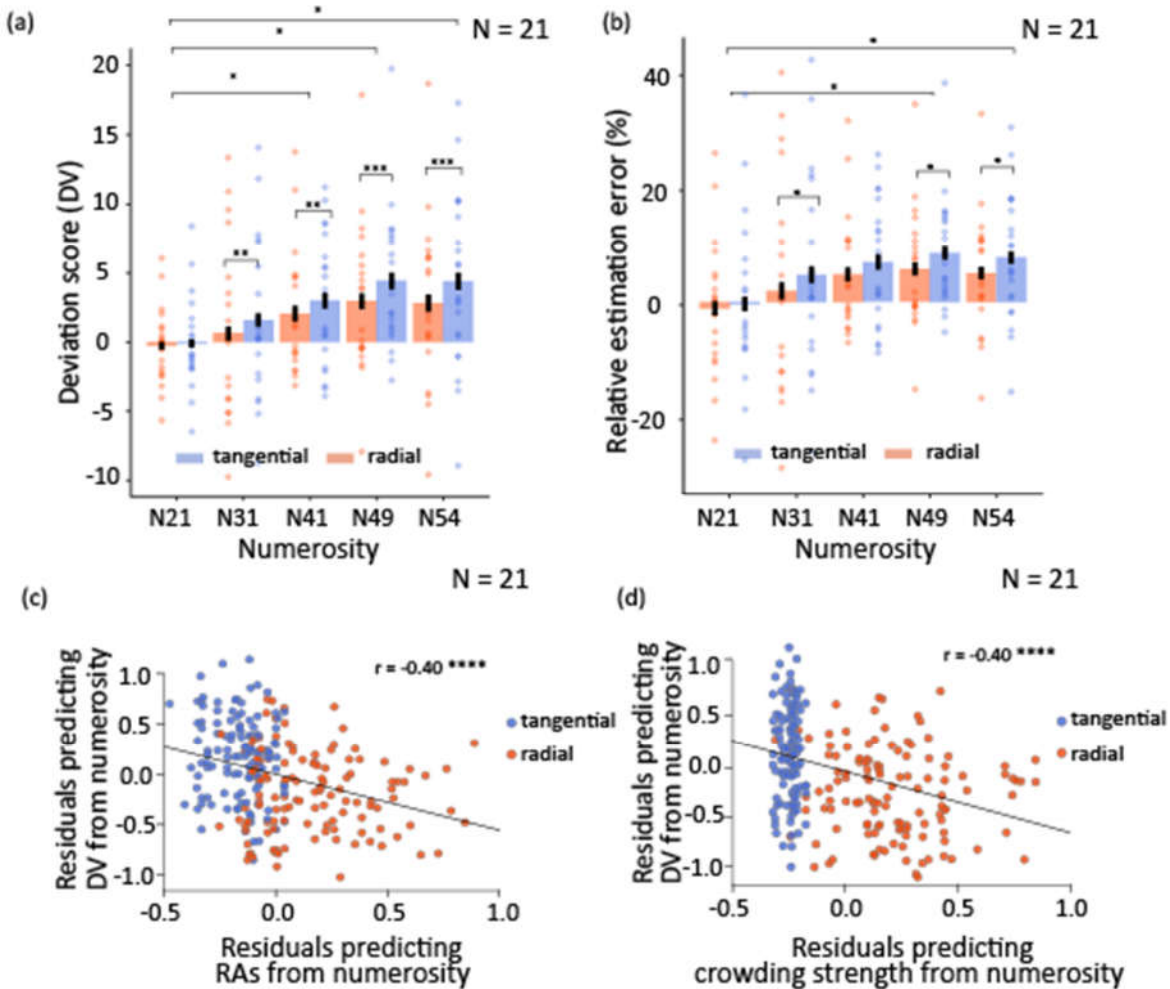 (a)
N = 21
*
*
*
**
**
***
***
Deviation score (DV)
20
15
10
5
0
-5
-10
tangential
radial
N21 N31 N41 N49 N54
Numerosity
(b)
N = 21
*
*
*
*
*
Relative estimation error (%)
40
20
0
-20
tangential
radial
N21 N31 N41 N49 N54
Numerosity
(c)
N = 21
r = -0.40 ****
Residuals predicting
DV from numerosity
1.0
0.5
0.0
-0.5
-1.0
tangential
radial
-0.5 0.0 0.5 1.0
Residuals predicting
RAs from numerosity
(d)
N = 21
r = -0.40 ****
Residuals predicting
DV from numerosity
1.0
0.5
0.0
-0.5
-1.0
tangential
radial
-0.5 0.0 0.5 1.0
Residuals predicting
crowding strength from numerosity